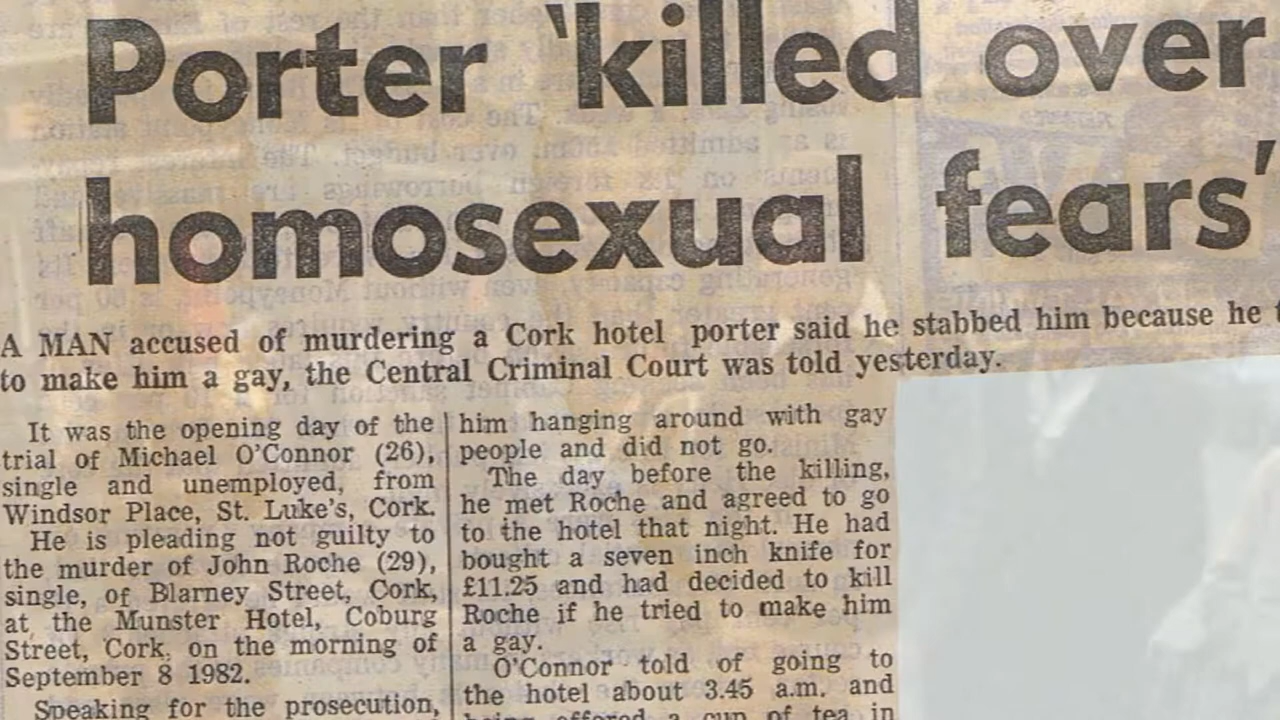 Porter 'killed over
homosexual fears'
A MAN accused of murdering a Cork hotel porter said he stabbed him because he
to make him a gay, the Central Criminal Court was told yesterday.
It was the opening day of the
trial of Michael O'Connor (26),
single and unemployed, from
Windsor Place, St. Luke's, Cork.
He is pleading not guilty to
the murder of John Roche (29),
single, of Blarney Street, Cork,
at the Munster Hotel, Coburg
Street, Cork, on the morning of
September 8 1982.
Speaking for the prosecution,
him hanging around with gay
people and did not go.
The day before the killing,
he met Roche and agreed to go
to the hotel that night. He had
bought a seven inch knife for
£11.25 and had decided to kill
Roche if he tried to make him
a gay.
O'Connor told of going to
the hotel about 3.45 a.m. and
being offered a cup of tea in